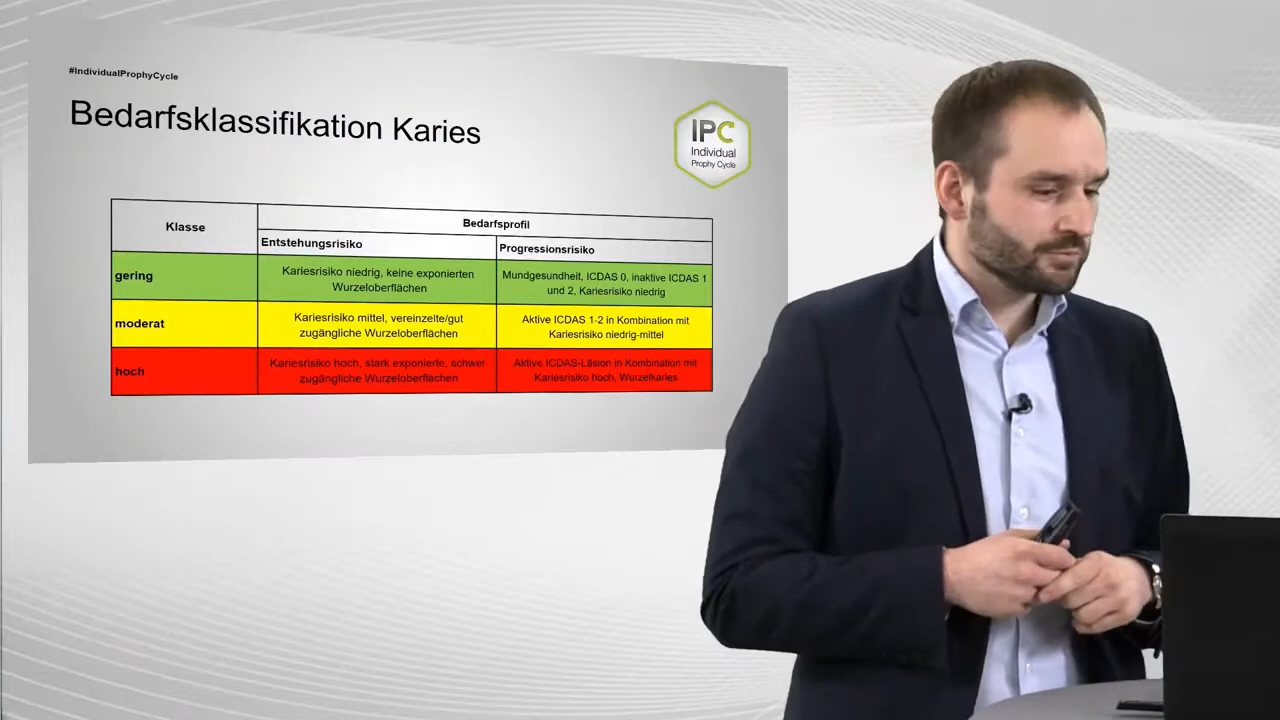 #IndividualProphyCycle
Bedarfsklassifikation Karies
IPC
Individual
Prophy Cycle
Klasse
Bedarfsprofil
Entstehungsrisiko
Progressionsrisiko
gering
Kariesrisiko niedrig, keine exponierten
Wurzeloberflächen
Mundgesundheit, ICDAS 0, inaktive ICDAS 1
und 2, Kariesrisiko niedrig
moderat
Kariesrisiko mittel, vereinzelte/gut
zugängliche Wurzeloberflächen
Aktive ICDAS 1-2 in Kombination mit
Kariesrisiko niedrig-mittel
hoch
Kariesrisiko hoch, stark exponierte, schwer
zugängliche Wurzeloberflächen
Aktive ICDAS-Läsion in Kombination mit
Kariesrisiko hoch, Wurzelkaries